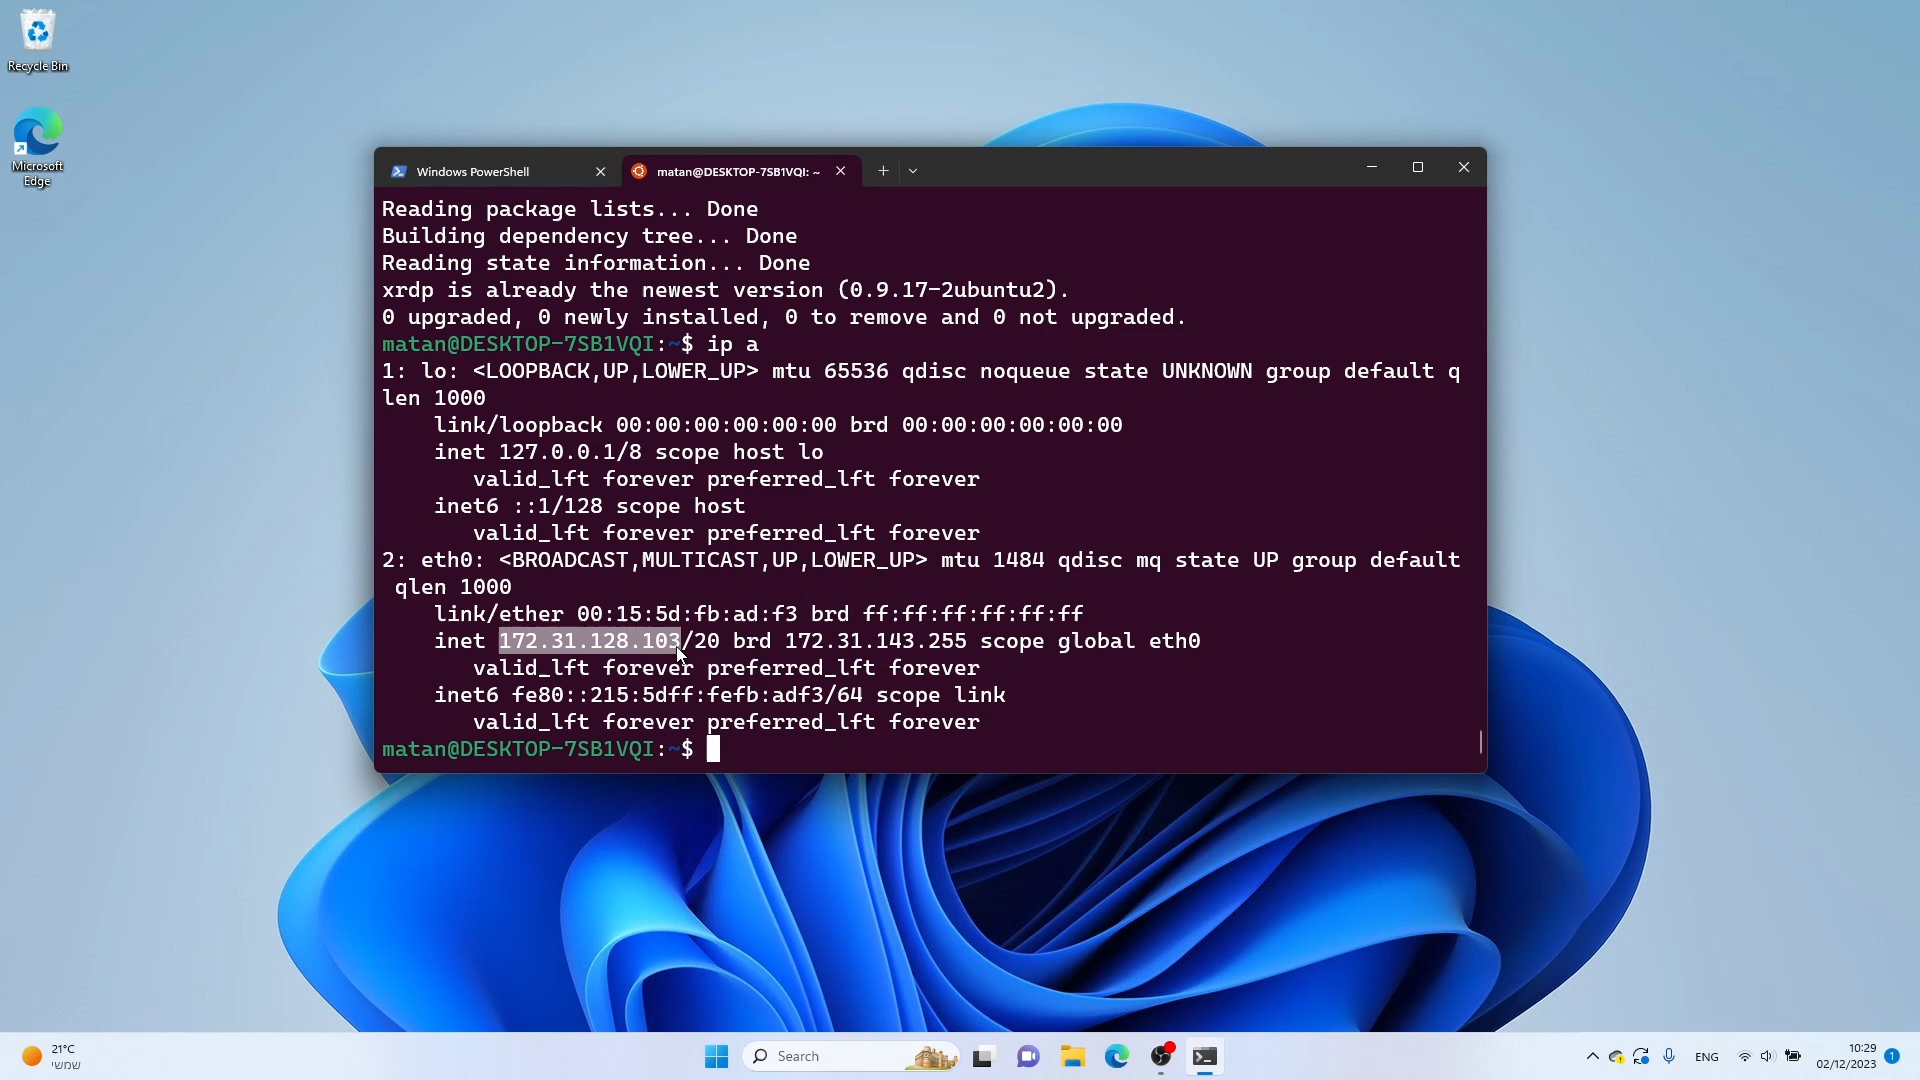 Recycle Bin
Microsoft
Edge
Windows PowerShell
matan@DESKTOP-7SB1VQI: ~
Reading package lists... Done
Building dependency tree... Done
Reading state information... Done
xrdp is already the newest version (0.9.17-2ubuntu2).
0 upgraded, 0 newly installed, 0 to remove and 0 not upgraded.
matan@DESKTOP-7SB1VQI:~$ ip a
1: lo: <LOOPBACK,UP,LOWER_UP> mtu 65536 qdisc noqueue state UNKNOWN group default q
len 1000
    link/loopback 00:00:00:00:00:00 brd 00:00:00:00:00:00
    inet 127.0.0.1/8 scope host lo
       valid_lft forever preferred_lft forever
    inet6 ::1/128 scope host
       valid_lft forever preferred_lft forever
2: eth0: <BROADCAST,MULTICAST,UP,LOWER_UP> mtu 1484 qdisc mq state UP group default
 qlen 1000
    link/ether 00:15:5d:fb:ad:f3 brd ff:ff:ff:ff:ff:ff
    inet 172.31.128.103/20 brd 172.31.143.255 scope global eth0
       valid_lft forever preferred_lft forever
    inet6 fe80::215:5dff:fefb:adf3/64 scope link
       valid_lft forever preferred_lft forever
matan@DESKTOP-7SB1VQI:~$
21°C
שמשי
Search
ENG
10:29
02/12/2023
1